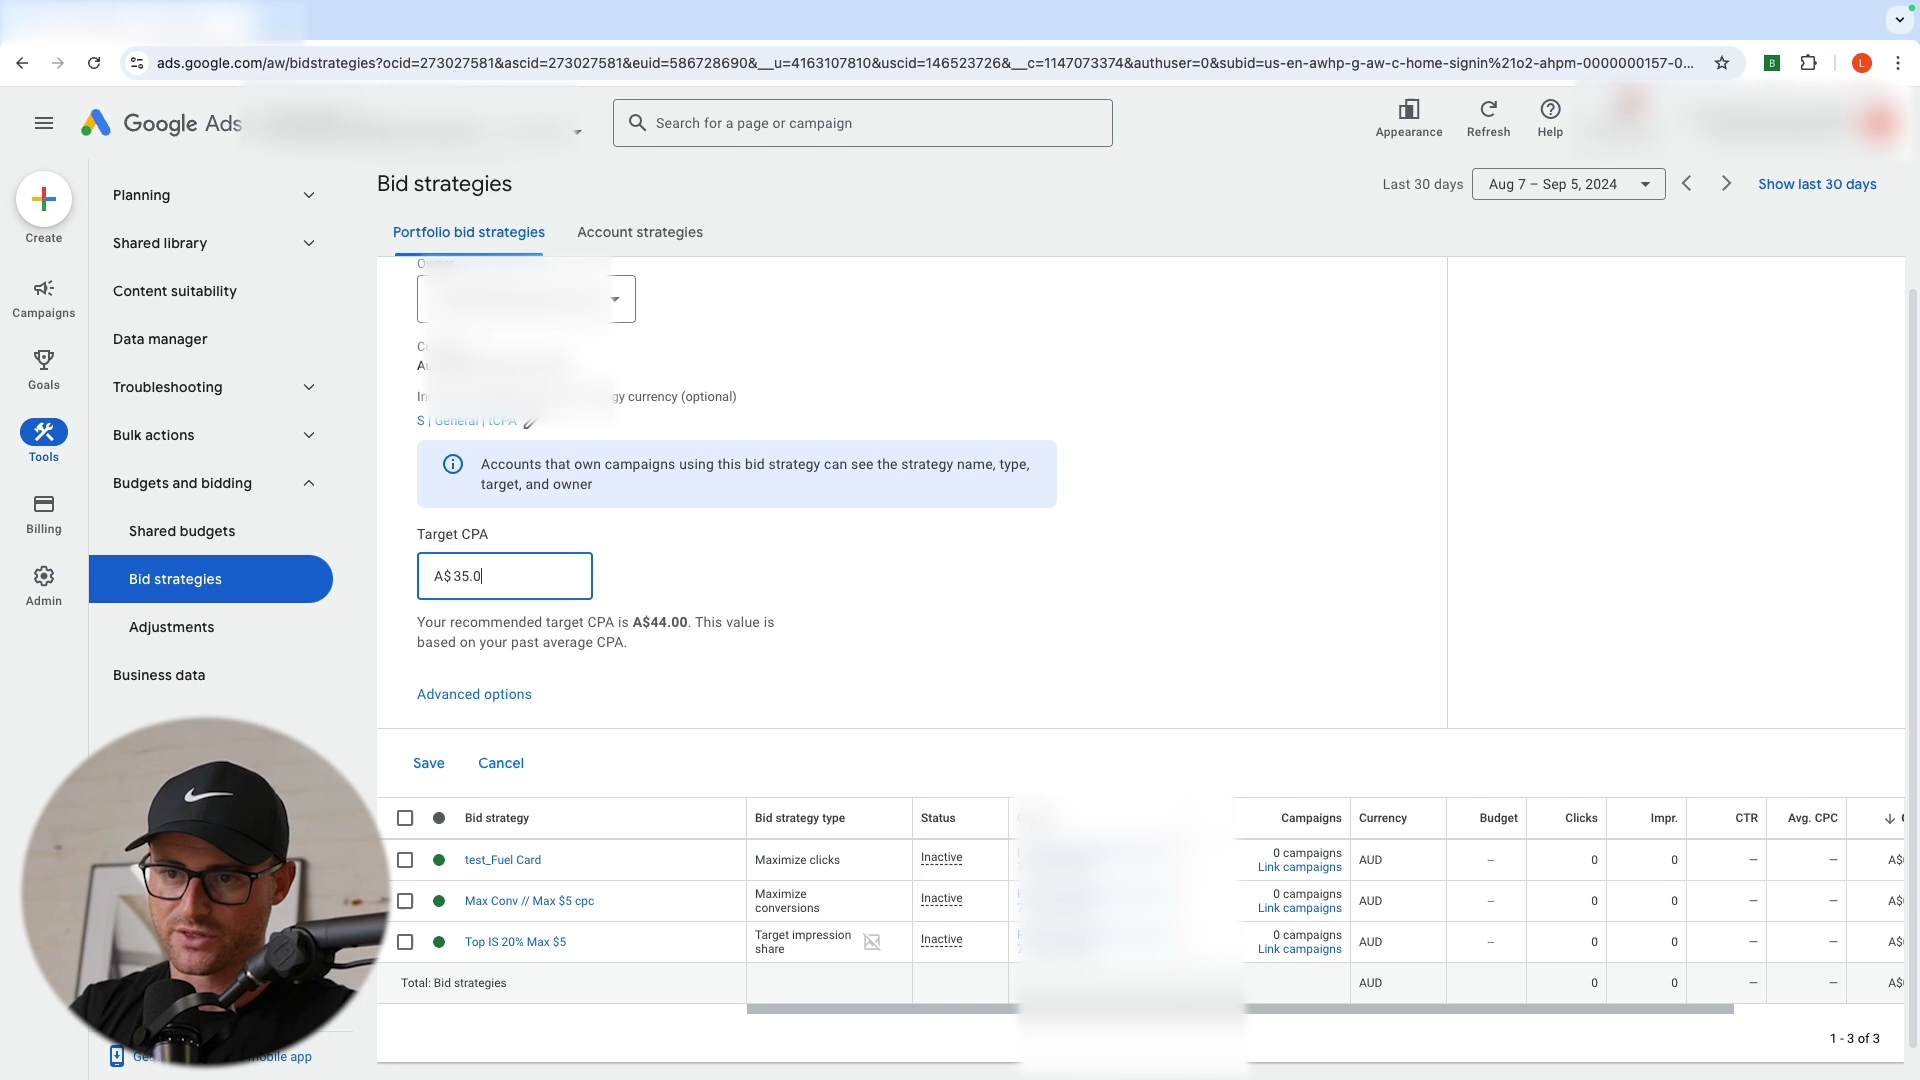 ads.google.com/aw/bidstrategies?ocid=273027581&ascid=273027581&euid=586728690&__u=4163107810&uscid=146523726&__c=1147073374&authuser=0&subid=us-en-awhp-g-aw-c-home-signin%21o2-ahpm-0000000157-0...
B
L
Google Ads
Search for a page or campaign
Appearance
Refresh
Help
Create
Campaigns
Goals
Tools
Billing
Admin
Planning
Shared library
Content suitability
Data manager
Troubleshooting
Bulk actions
Budgets and bidding
Shared budgets
Bid strategies
Adjustments
Business data
Bid strategies
Last 30 days
Aug 7 – Sep 5, 2024
Show last 30 days
Portfolio bid strategies
Account strategies
currency (optional)
S | General | tCPA
Accounts that own campaigns using this bid strategy can see the strategy name, type,
target, and owner
Target CPA
A$ 35.0
Your recommended target CPA is A$44.00. This value is
based on your past average CPA.
Advanced options
Save
Cancel
Bid strategy
Bid strategy type
Status
Campaigns
Currency
Budget
Clicks
Impr.
CTR
Avg. CPC
test_Fuel Card
Maximize clicks
Inactive
0 campaigns
Link campaigns
AUD
--
0
0
—
—
A$
Max Conv // Max $5 cpc
Maximize
conversions
Inactive
0 campaigns
Link campaigns
AUD
--
0
0
—
—
A$
Top IS 20% Max $5
Target impression
share
Inactive
0 campaigns
Link campaigns
AUD
--
0
0
—
—
A$
Total: Bid strategies
AUD
0
0
—
—
A$
1 - 3 of 3
mobile app